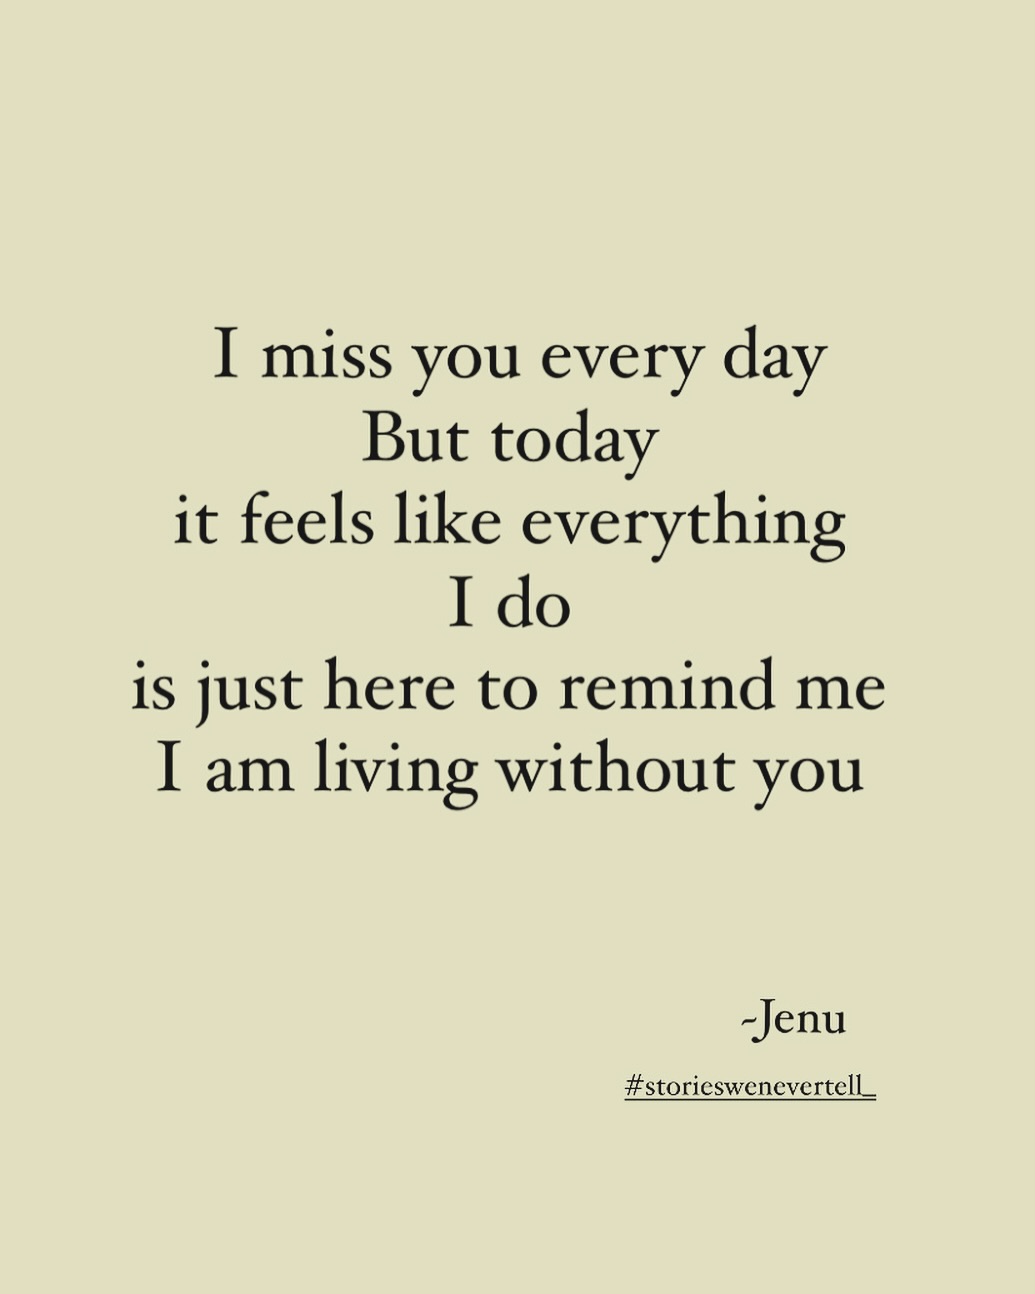 I miss you every day
But today
it feels like everything
I do
is just here to remind me
I am living without you
~Jenu
#storieswenevertell_